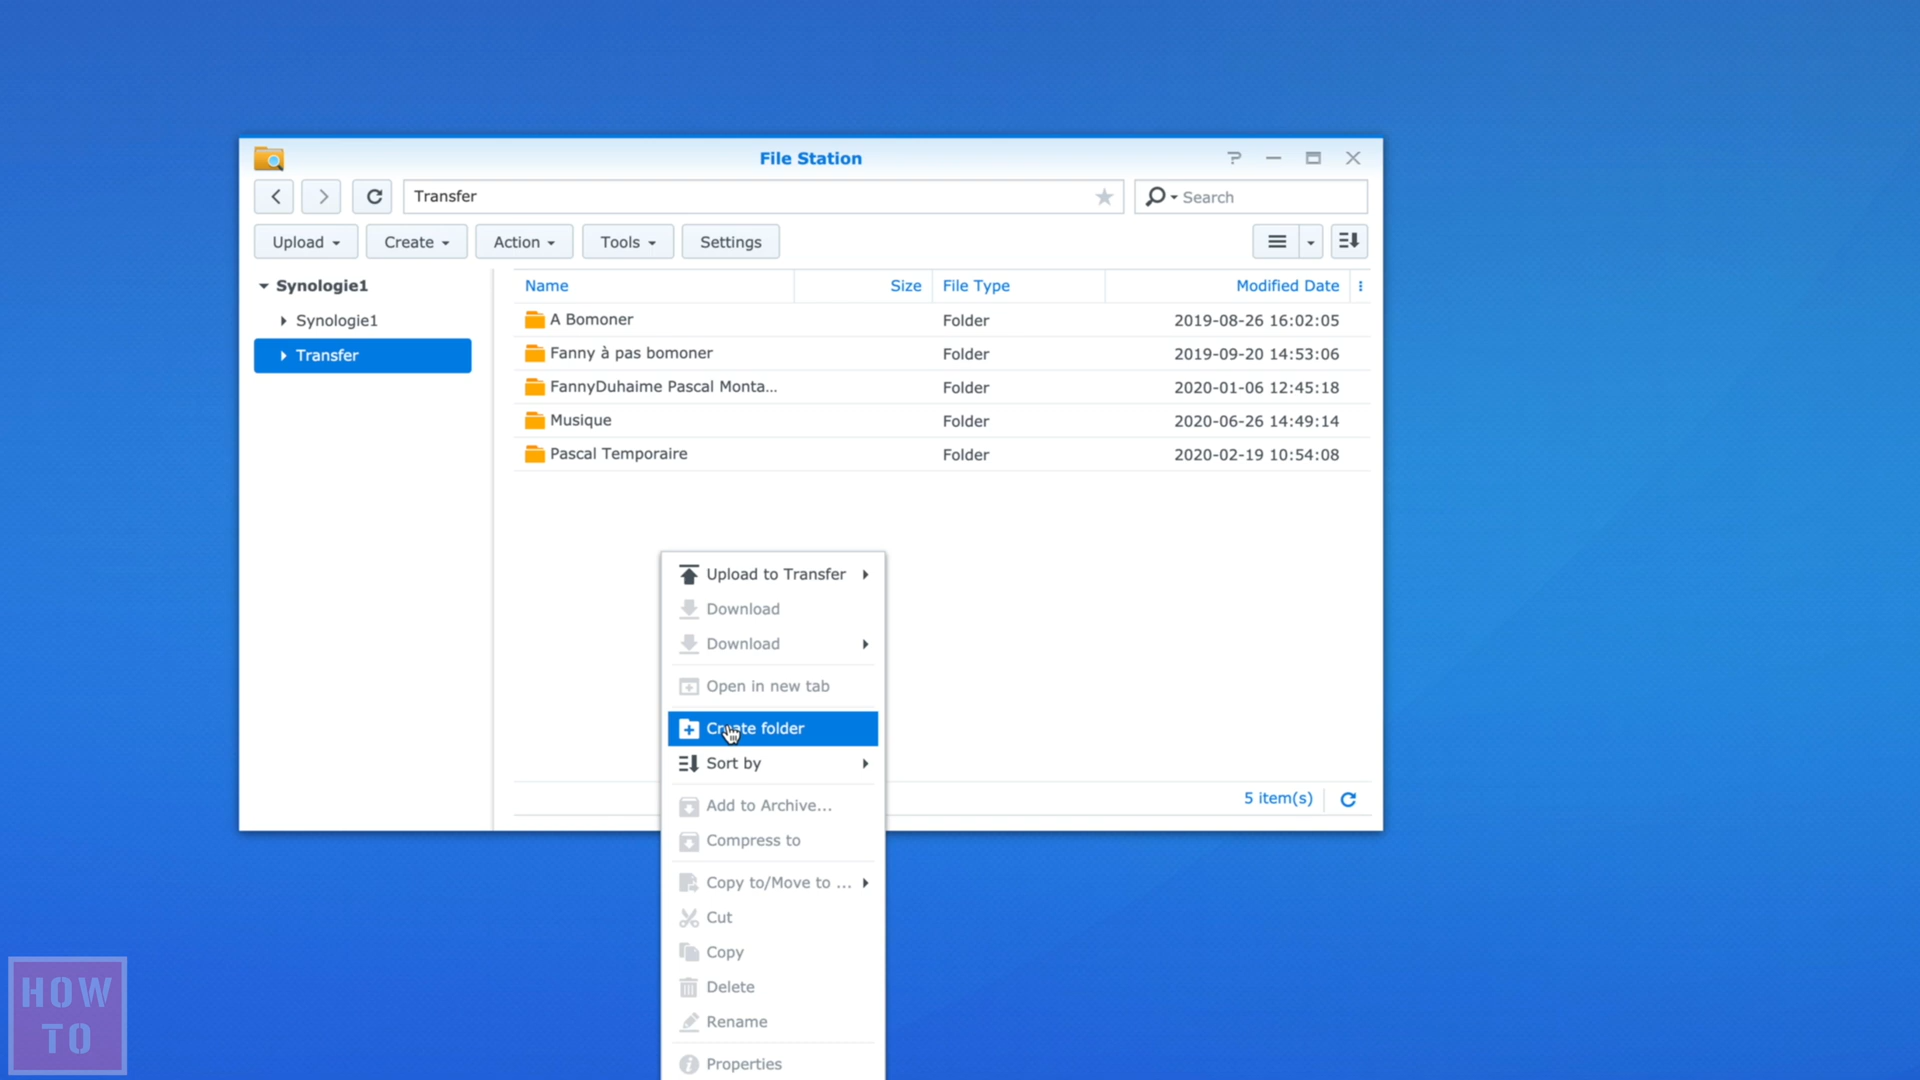 File Station
Transfer
Search
Upload
Create
Action
Tools
Settings
Synologie1
Synologie1
Transfer
Name Size File Type Modified Date
A Bomoner Folder 2019-08-26 16:02:05
Fanny à pas bomoner Folder 2019-09-20 14:53:06
FannyDuhaime Pascal Monta... Folder 2020-01-06 12:45:18
Musique Folder 2020-06-26 14:49:14
Pascal Temporaire Folder 2020-02-19 10:54:08
Upload to Transfer
Download
Download
Open in new tab
Create folder
Sort by
Add to Archive...
Compress to
Copy to/Move to ...
Cut
Copy
Delete
Rename
Properties
5 item(s)
HOW
TO